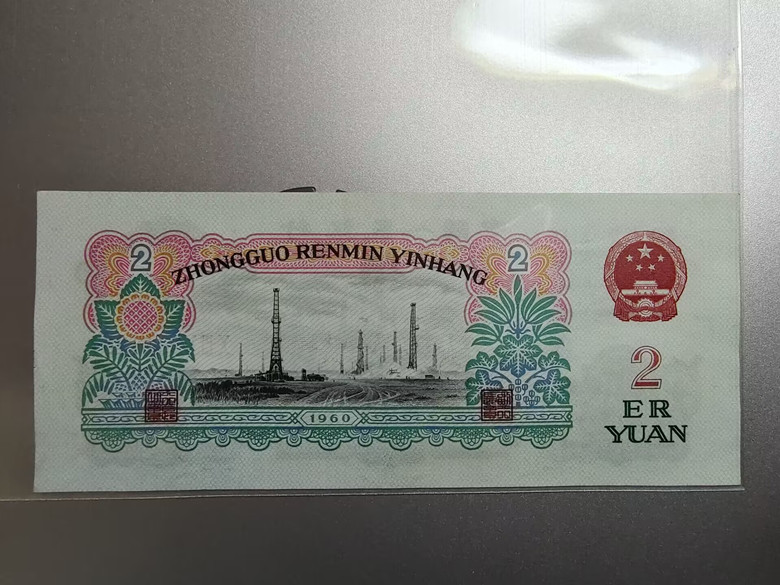 2
ZHONGGUO RENMIN YINHANG
2
1960
2
ER
YUAN